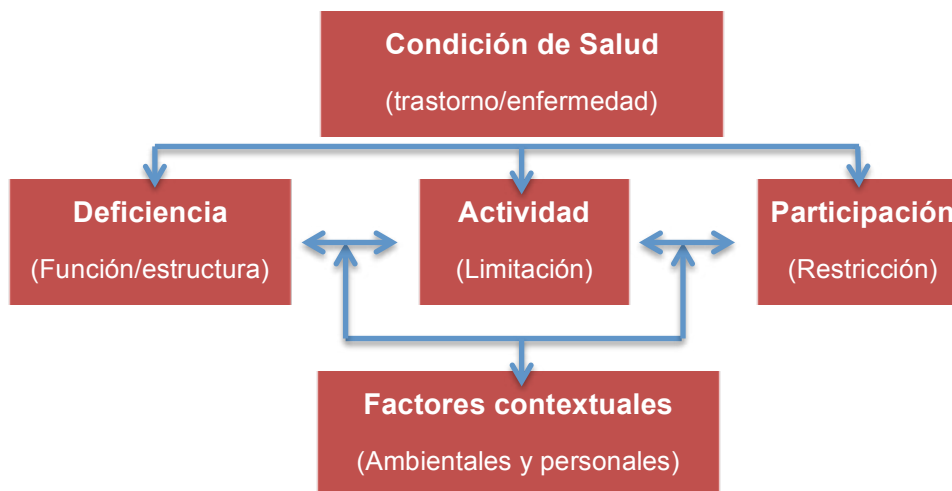 Condición de Salud
(trastorno/enfermedad)
Deficiencia
(Función/estructura)
Actividad
(Limitación)
Participación
(Restricción)
Factores contextuales
(Ambientales y personales)